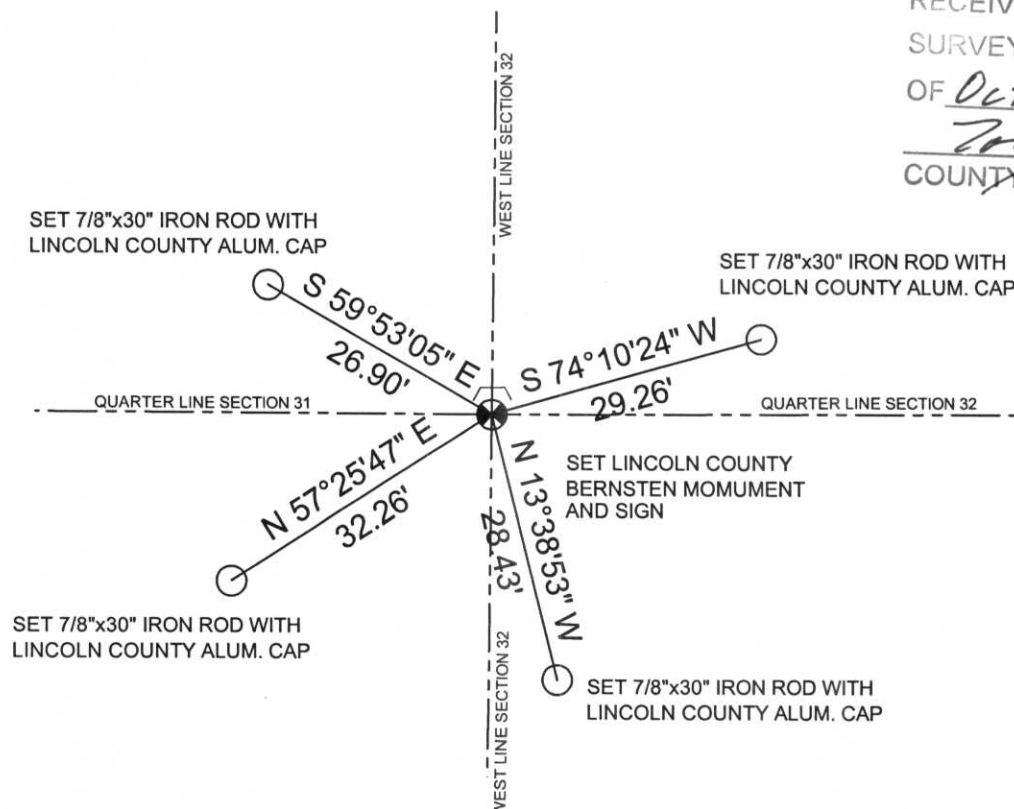 RECEIV
SURVEY
OF Oct
COUNTY
WEST LINE SECTION 32
SET 7/8"x30" IRON ROD WITH
LINCOLN COUNTY ALUM. CAP
SET 7/8"x30" IRON ROD WITH
LINCOLN COUNTY ALUM. CAP
S 59°53'05" E
26.90'
S 74°10'24" W
29.26'
QUARTER LINE SECTION 31
QUARTER LINE SECTION 32
N 57°25'47" E
32.26'
N 13°38'53" W
28.43'
SET LINCOLN COUNTY
BERNSTEN MOMUMENT
AND SIGN
SET 7/8"x30" IRON ROD WITH
LINCOLN COUNTY ALUM. CAP
WEST LINE SECTION 32
SET 7/8"x30" IRON ROD WITH
LINCOLN COUNTY ALUM. CAP